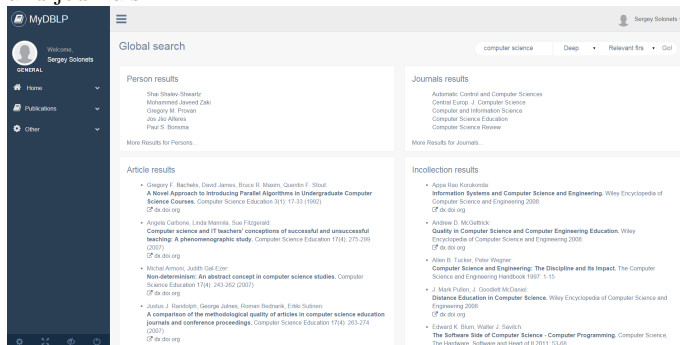 MyDBLP
Sergey Solonets
Welcome,
Sergey Solonets
GENERAL
Home
Publications
Other
Global search
computer science
Deep
Relevant firs
Go!
Person results
Shai Shalev-Shwartz
Mohammed Javeed Zaki
Gregory M. Provan
Jos Jlio Alferes
Paul S. Bonsma
More Results for Persons...
Journals results
Automatic Control and Computer Sciences
Central Europ. J. Computer Science
Computer and Information Science
Computer Science Education
Computer Science Review
More Results for Journals...
Article results
Gregory F. Bachelis, David James, Bruce R. Maxim, Quentin F. Stout:
A Novel Approach to Introducing Parallel Algorithms in Undergraduate Computer
Science Courses. Computer Science Education 3(1): 17-33 (1992)
dx.doi.org
Angela Carbone, Linda Mannila, Sue Fitzgerald:
Computer science and IT teachers' conceptions of successful and unsuccessful
teaching: A phenomenographic study. Computer Science Education 17(4): 275-299
(2007)
dx.doi.org
Michal Armoni, Judith Gal-Ezer:
Non-determinism: An abstract concept in computer science studies. Computer
Science Education 17(4): 243-262 (2007)
dx.doi.org
Justus J. Randolph, George Julnes, Roman Bednarik, Erkki Sutinen:
A comparison of the methodological quality of articles in computer science education
journals and conference proceedings. Computer Science Education 17(4): 263-274
(2007)
dx.doi.org
Incollection results
Appa Rao Korukonda:
Information Systems and Computer Science and Engineering. Wiley Encyclopedia of
Computer Science and Engineering 2008
dx.doi.org
Andrew D. McGettrick:
Quality in Computer Science and Computer Engineering Education. Wiley
Encyclopedia of Computer Science and Engineering 2008
dx.doi.org
Allen B. Tucker, Peter Wegner:
Computer Science and Engineering: The Discipline and Its Impact. The Computer
Science and Engineering Handbook 1997: 1-15
J. Mark Pullen, J. Goodlett McDaniel:
Distance Education in Computer Science. Wiley Encyclopedia of Computer Science and
Engineering 2008
dx.doi.org
Edward K. Blum, Walter J. Savitch:
The Software Side of Computer Science - Computer Programming. Computer Science,
The Hardware, Software and Heart of It 2011: 53-68